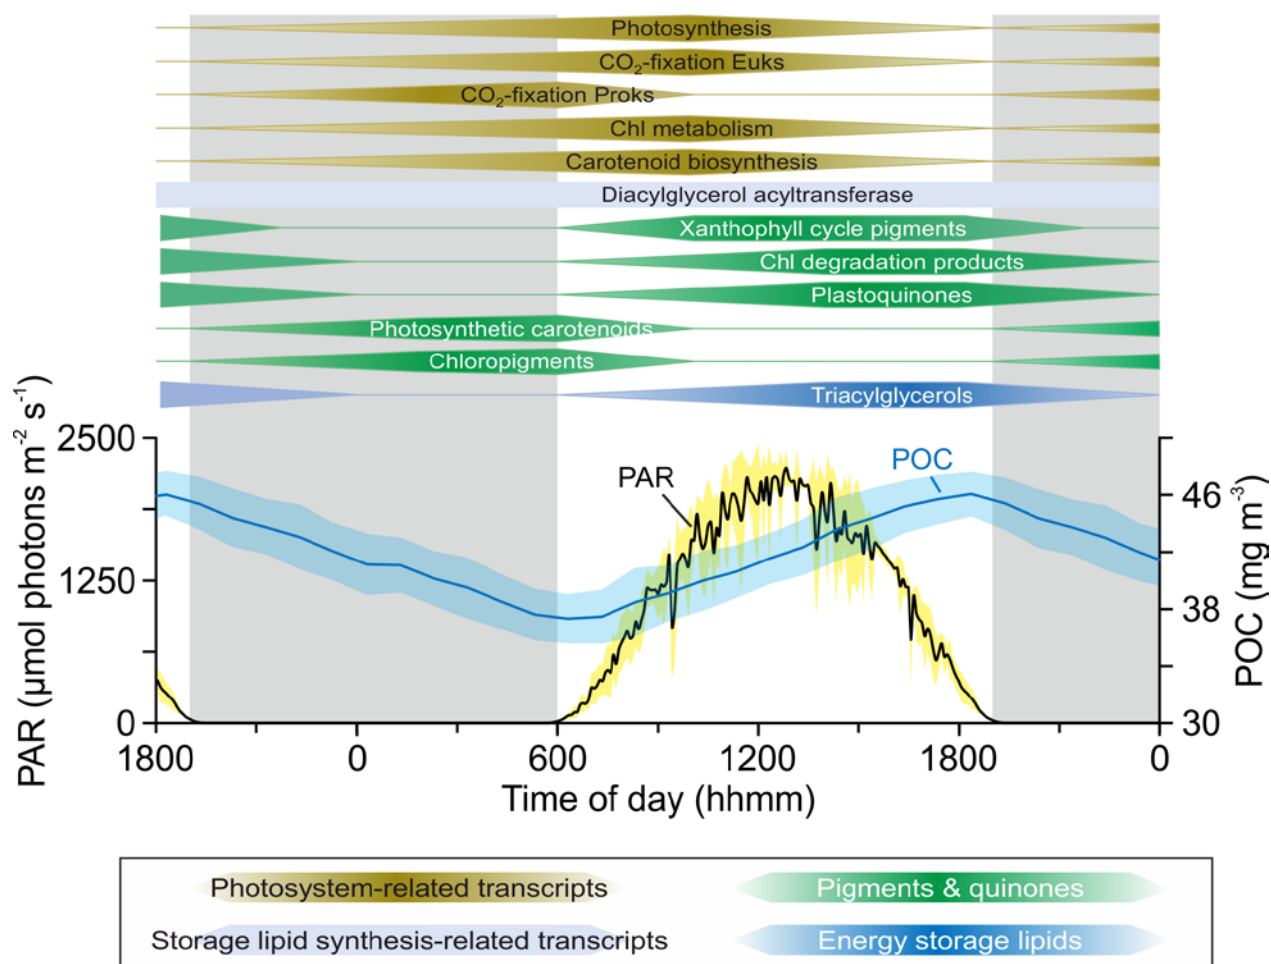 Photosynthesis
CO₂-fixation Euks
CO₂-fixation Proks
Chl metabolism
Carotenoid biosynthesis
Diacylglycerol acyltransferase
Xanthophyll cycle pigments
Chl degradation products
Plastoquinones
Photosynthetic carotenoids
Chloropigments
Triacylglycerols
PAR (µmol photons m⁻² s⁻¹)
2500
1250
0
PAR
POC
46
38
30
POC (mg m⁻³)
1800 0 600 1200 1800 0
Time of day (hhmm)
Photosystem-related transcripts
Pigments & quinones
Storage lipid synthesis-related transcripts
Energy storage lipids